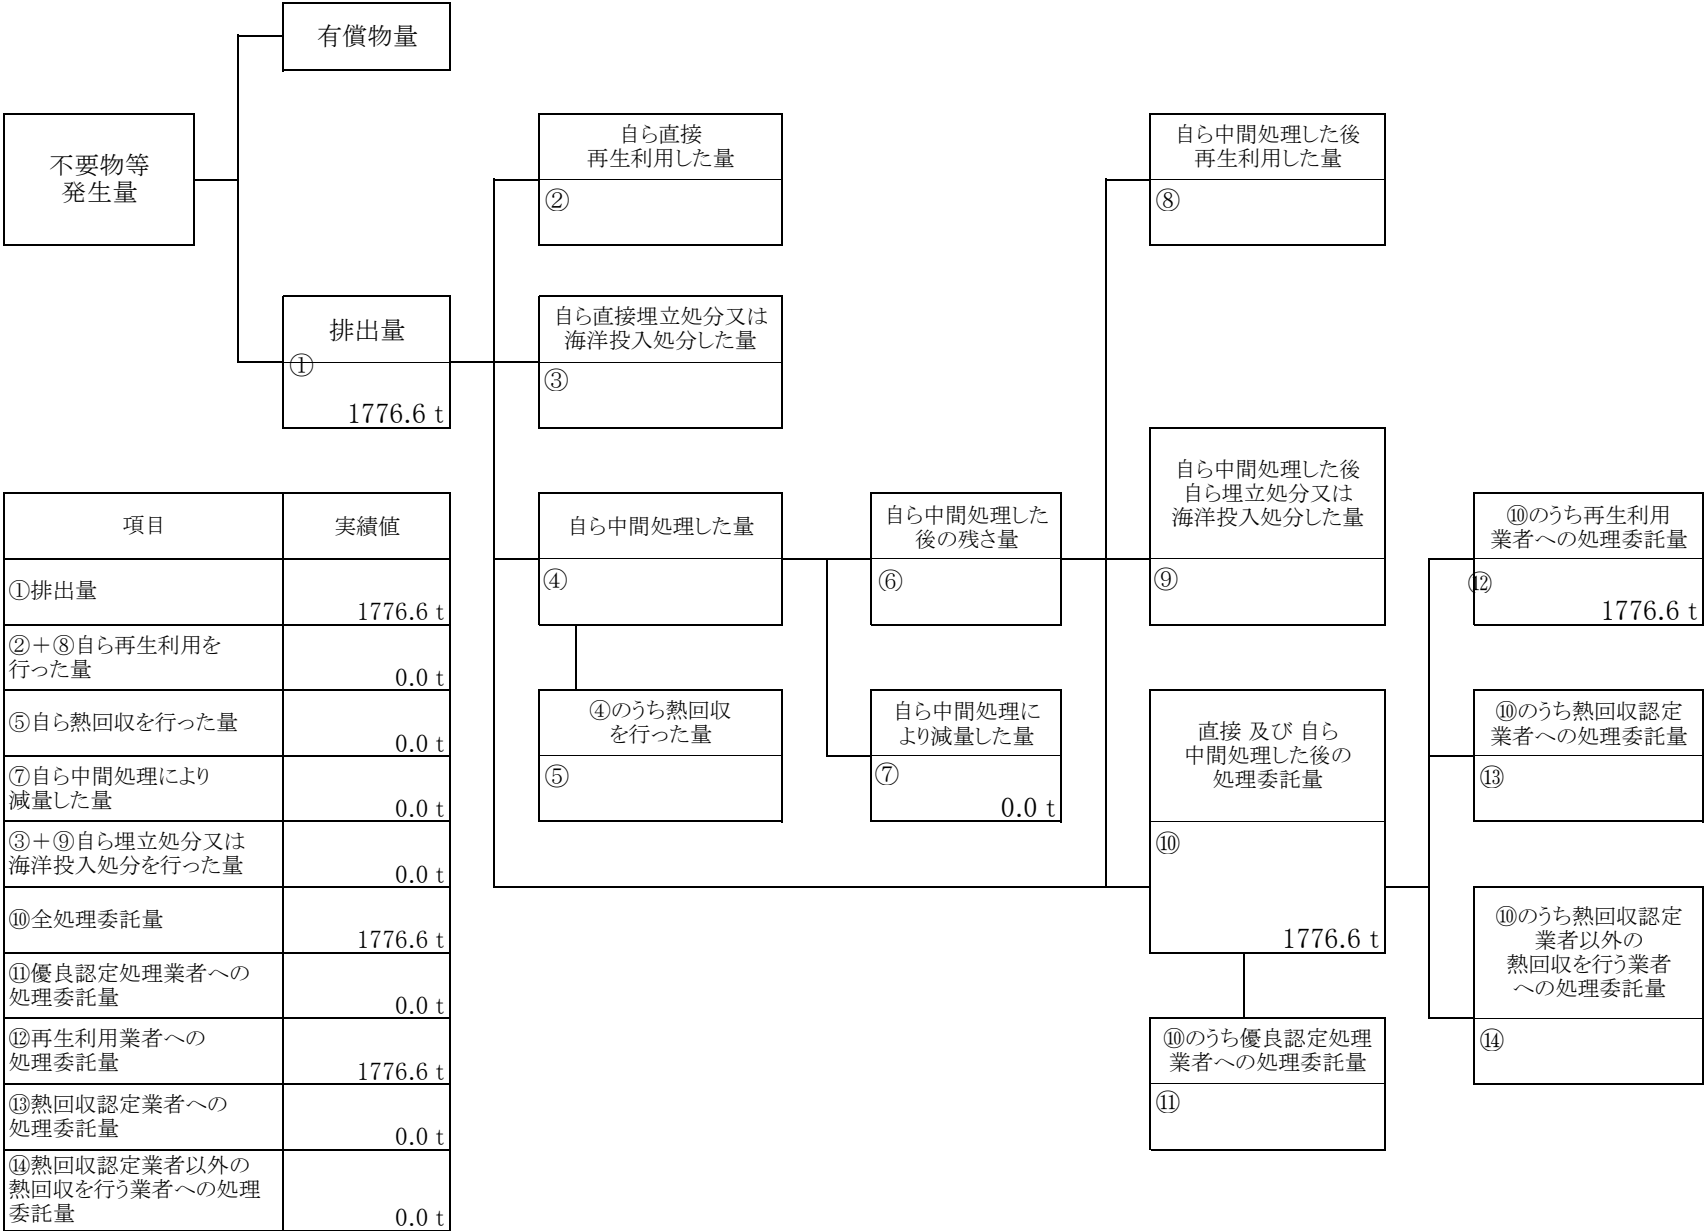 有償物量
不要物等
発生量
排出量
①
1776.6 t
自ら直接
再生利用した量
②
自ら直接埋立処分又は
海洋投入処分した量
③
自ら中間処理した量
④
④のうち熱回収
を行った量
⑤
自ら中間処理した
後の残さ量
⑥
自ら中間処理に
より減量した量
⑦
0.0 t
自ら中間処理した後
再生利用した量
⑧
自ら中間処理した後
自ら埋立処分又は
海洋投入処分した量
⑨
直接 及び 自ら
中間処理した後の
処理委託量
⑩
1776.6 t
⑩のうち優良認定処理
業者への処理委託量
⑪
⑩のうち再生利用
業者への処理委託量
⑫
1776.6 t
⑩のうち熱回収認定
業者への処理委託量
⑬
⑩のうち熱回収認定
業者以外の
熱回収を行う業者
への処理委託量
⑭
項目 実績値
①排出量
1776.6 t
②＋⑧自ら再生利用を
行った量
0.0 t
⑤自ら熱回収を行った量
0.0 t
⑦自ら中間処理により
減量した量
0.0 t
③＋⑨自ら埋立処分又は
海洋投入処分を行った量
0.0 t
⑩全処理委託量
1776.6 t
⑪優良認定処理業者への
処理委託量
0.0 t
⑫再生利用業者への
処理委託量
1776.6 t
⑬熱回収認定業者への
処理委託量
0.0 t
⑭熱回収認定業者以外の
熱回収を行う業者への処理
委託量
0.0 t